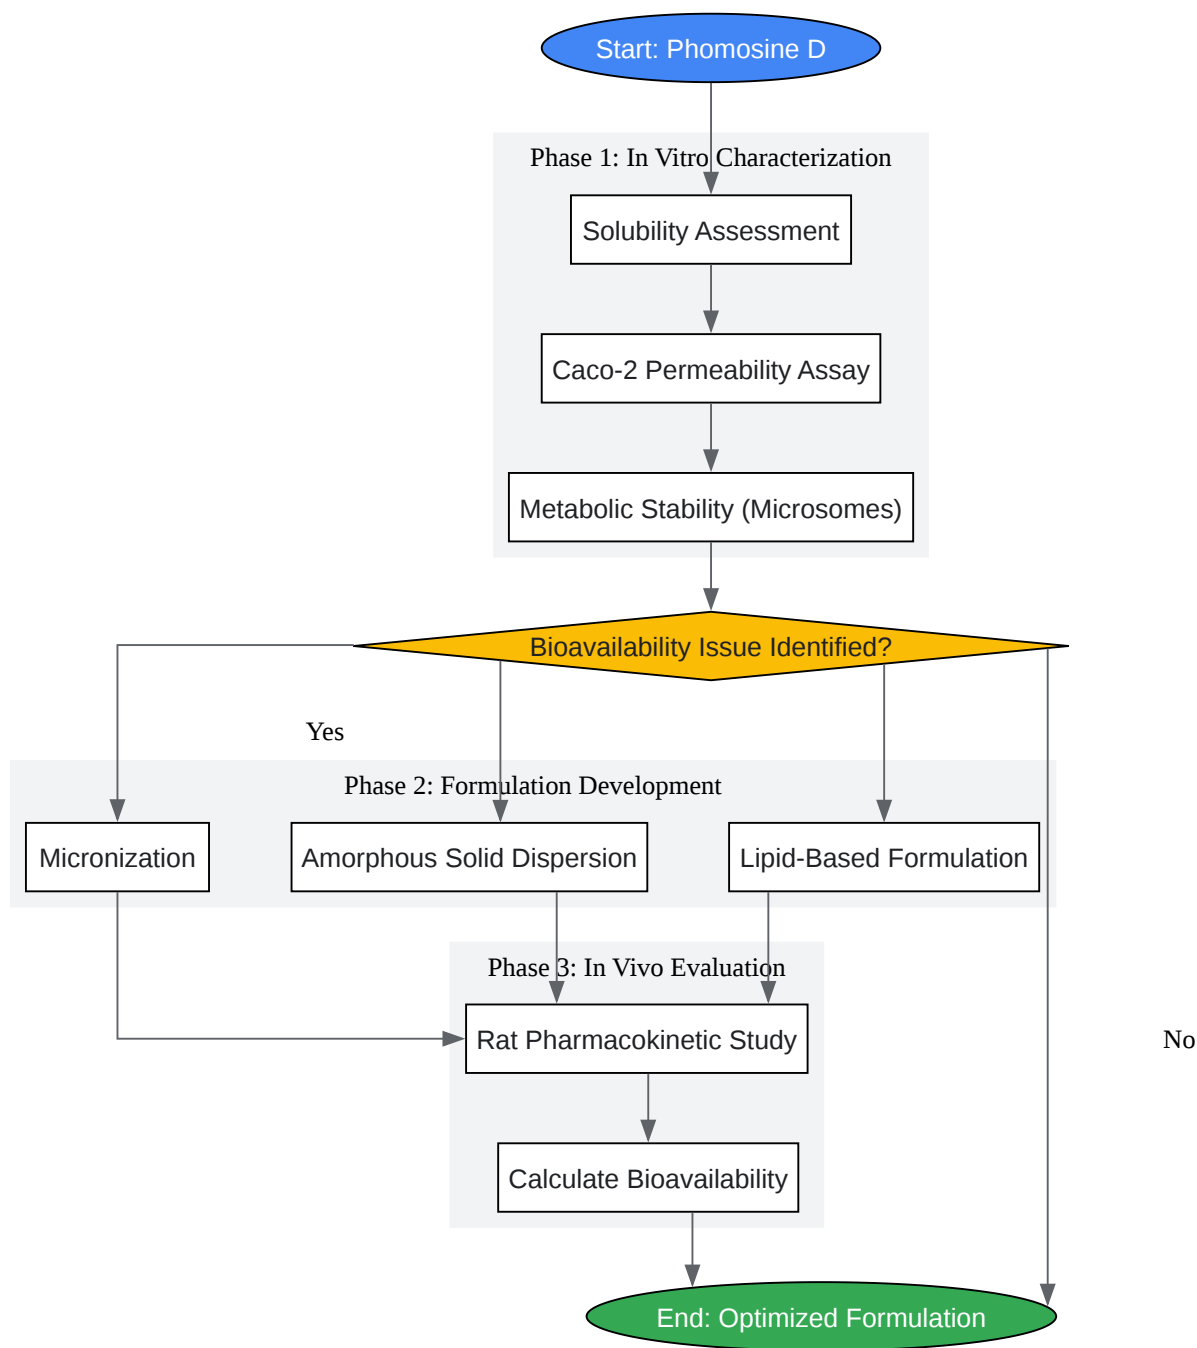 Start: Phomosine D
Phase 1: In Vitro Characterization
Solubility Assessment
Caco-2 Permeability Assay
Metabolic Stability (Microsomes)
Bioavailability Issue Identified?
Yes
Phase 2: Formulation Development
Micronization
Amorphous Solid Dispersion
Lipid-Based Formulation
Phase 3: In Vivo Evaluation
Rat Pharmacokinetic Study
No
Calculate Bioavailability
End: Optimized Formulation